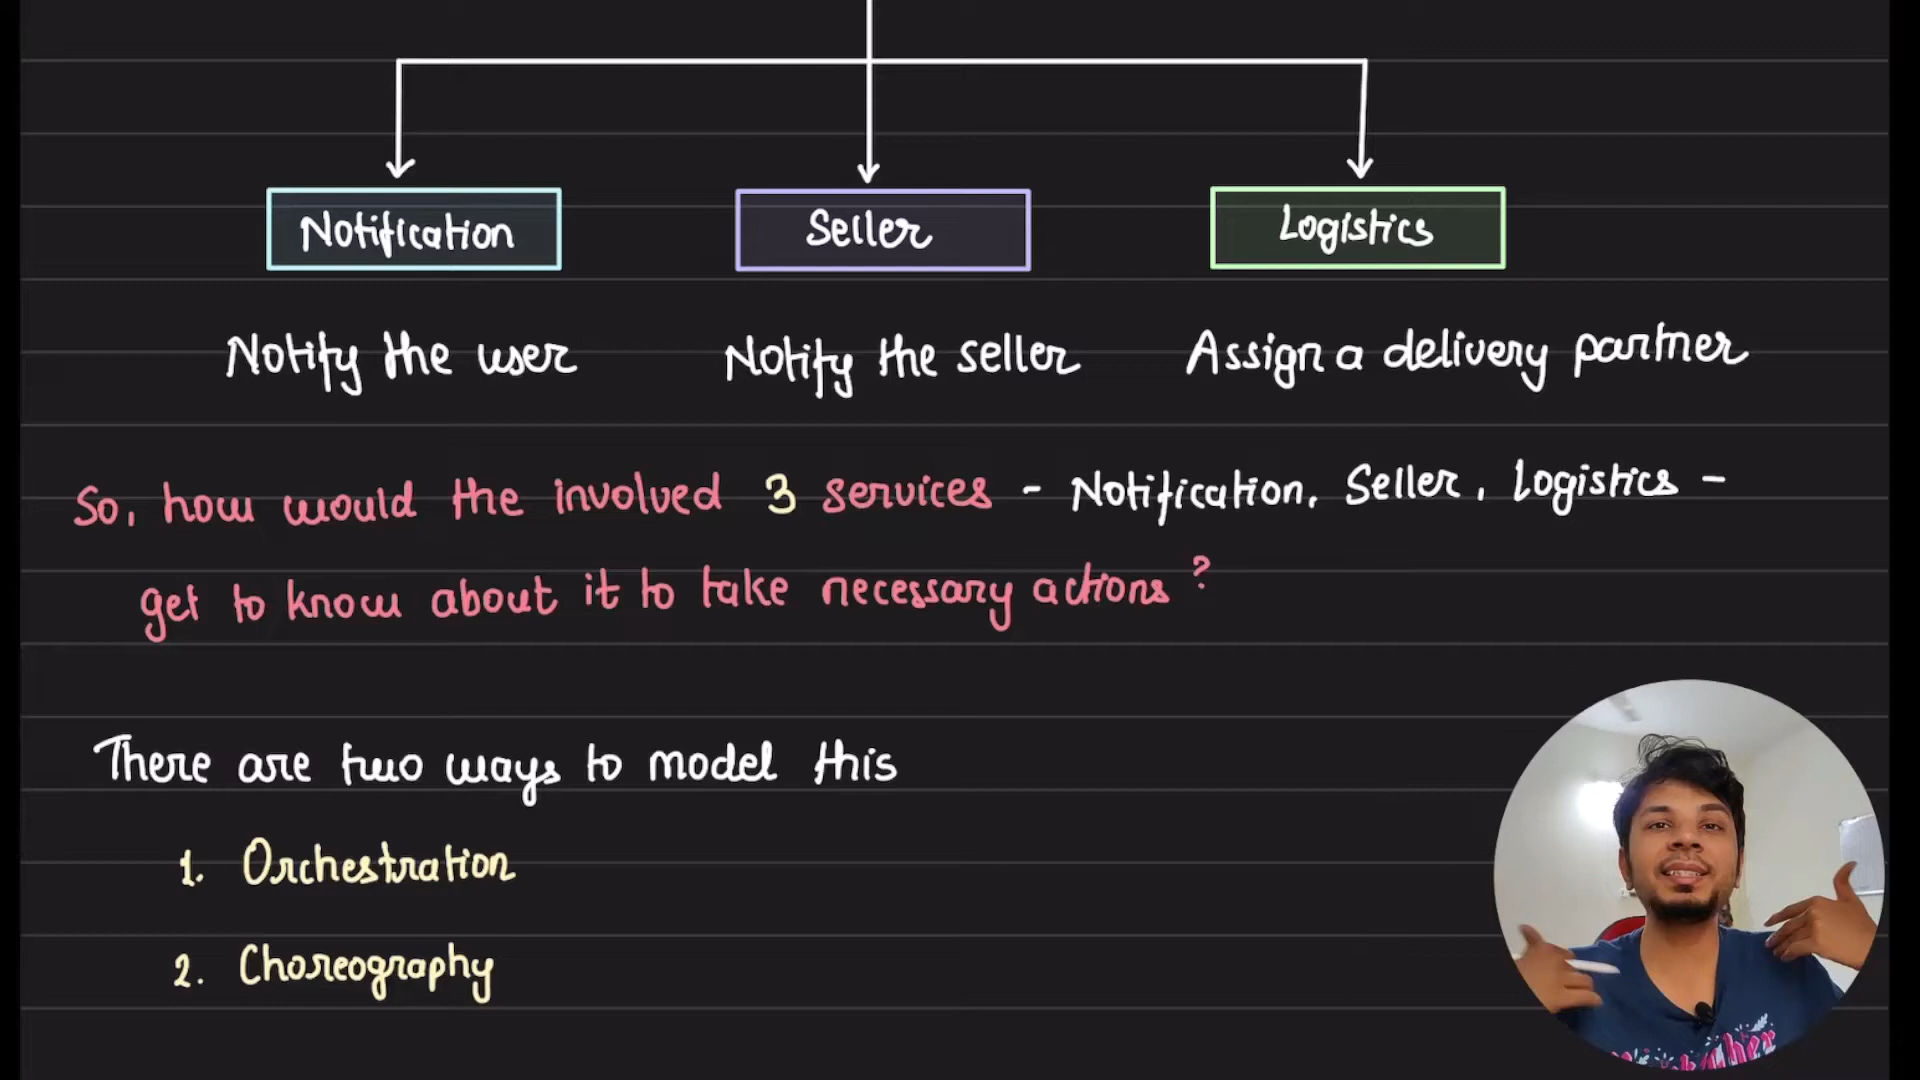 Notification Seller Logistics
Notify the user Notify the seller Assign a delivery partner
So, how would the involved 3 services - Notification, Seller, Logistics -
get to know about it to take necessary actions ?
There are two ways to model this
1. Orchestration
2. Choreography